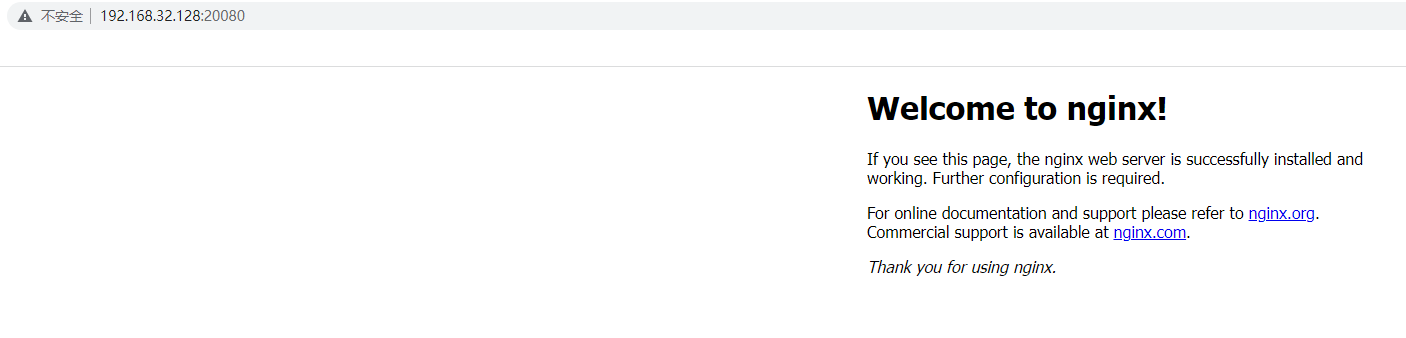 不安全 192.168.32.128:20080
Welcome to nginx!
If you see this page, the nginx web server is successfully installed and
working. Further configuration is required.
For online documentation and support please refer to nginx.org.
Commercial support is available at nginx.com.
Thank you for using nginx.